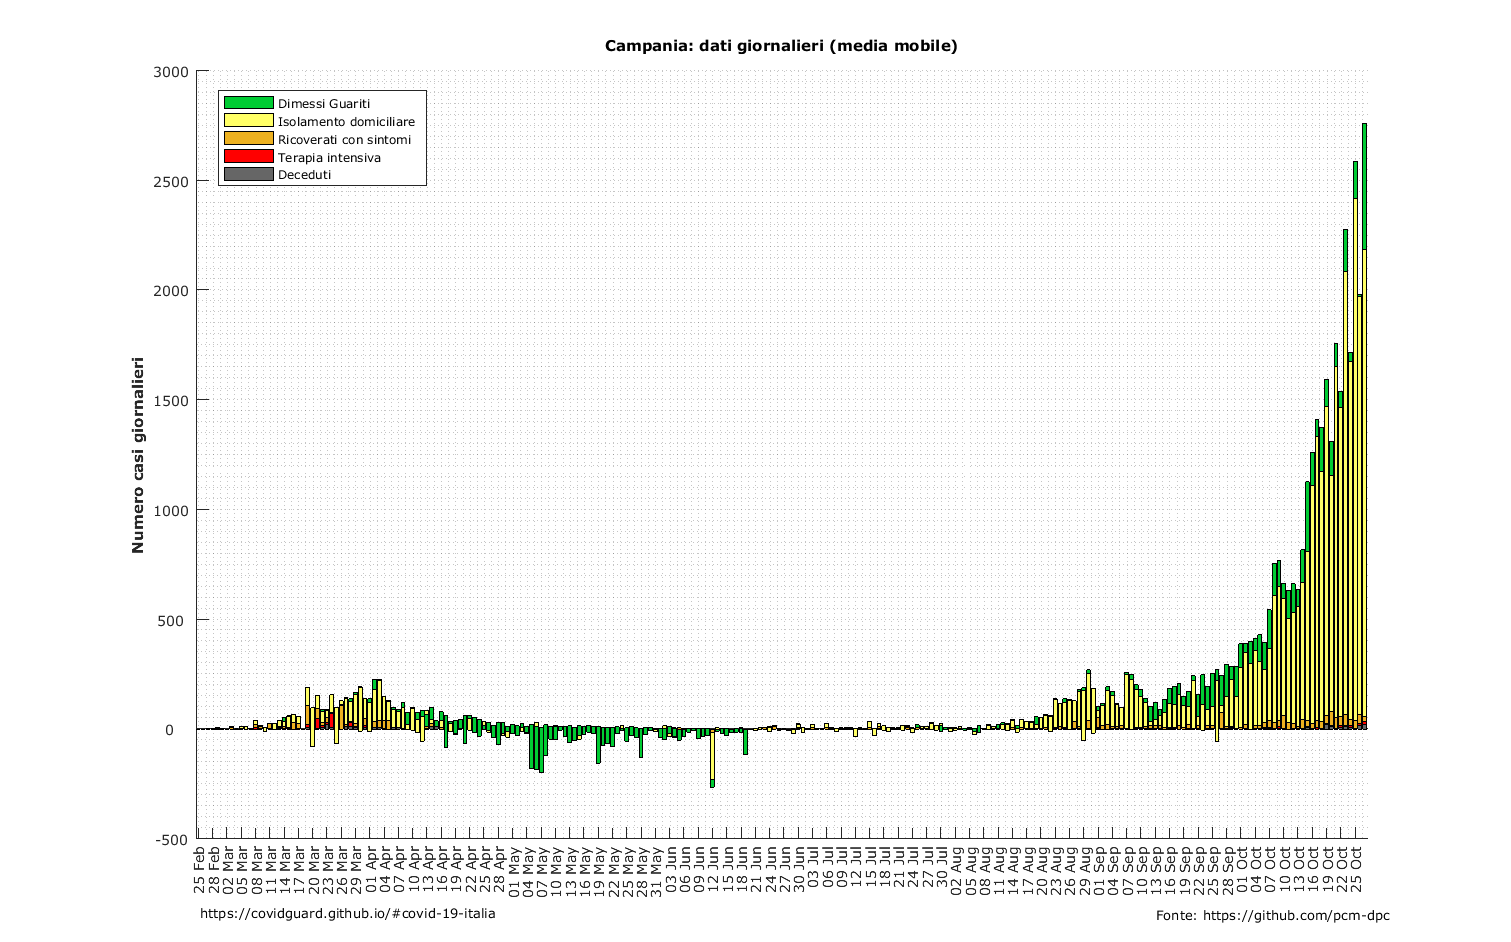 Campania: dati giornalieri (media mobile)
3000
2500
2000
1500
1000
500
0
-500
Numero casi giornalieri
Dimessi Guariti
Isolamento domiciliare
Ricoverati con sintomi
Terapia intensiva
Deceduti
25 Feb
28 Feb
02 Mar
05 Mar
08 Mar
11 Mar
14 Mar
17 Mar
20 Mar
23 Mar
26 Mar
29 Mar
01 Apr
04 Apr
07 Apr
10 Apr
13 Apr
16 Apr
19 Apr
22 Apr
25 Apr
28 Apr
01 May
04 May
07 May
10 May
13 May
16 May
19 May
22 May
25 May
28 May
31 May
03 Jun
06 Jun
09 Jun
12 Jun
15 Jun
18 Jun
21 Jun
24 Jun
27 Jun
30 Jun
03 Jul
06 Jul
09 Jul
12 Jul
15 Jul
18 Jul
21 Jul
24 Jul
27 Jul
30 Jul
02 Aug
05 Aug
08 Aug
11 Aug
14 Aug
17 Aug
20 Aug
23 Aug
26 Aug
29 Aug
01 Sep
04 Sep
07 Sep
10 Sep
13 Sep
16 Sep
19 Sep
22 Sep
25 Sep
28 Sep
01 Oct
04 Oct
07 Oct
10 Oct
13 Oct
16 Oct
19 Oct
22 Oct
25 Oct
https://covidguard.github.io/#covid-19-italia
Fonte: https://github.com/pcm-dpc